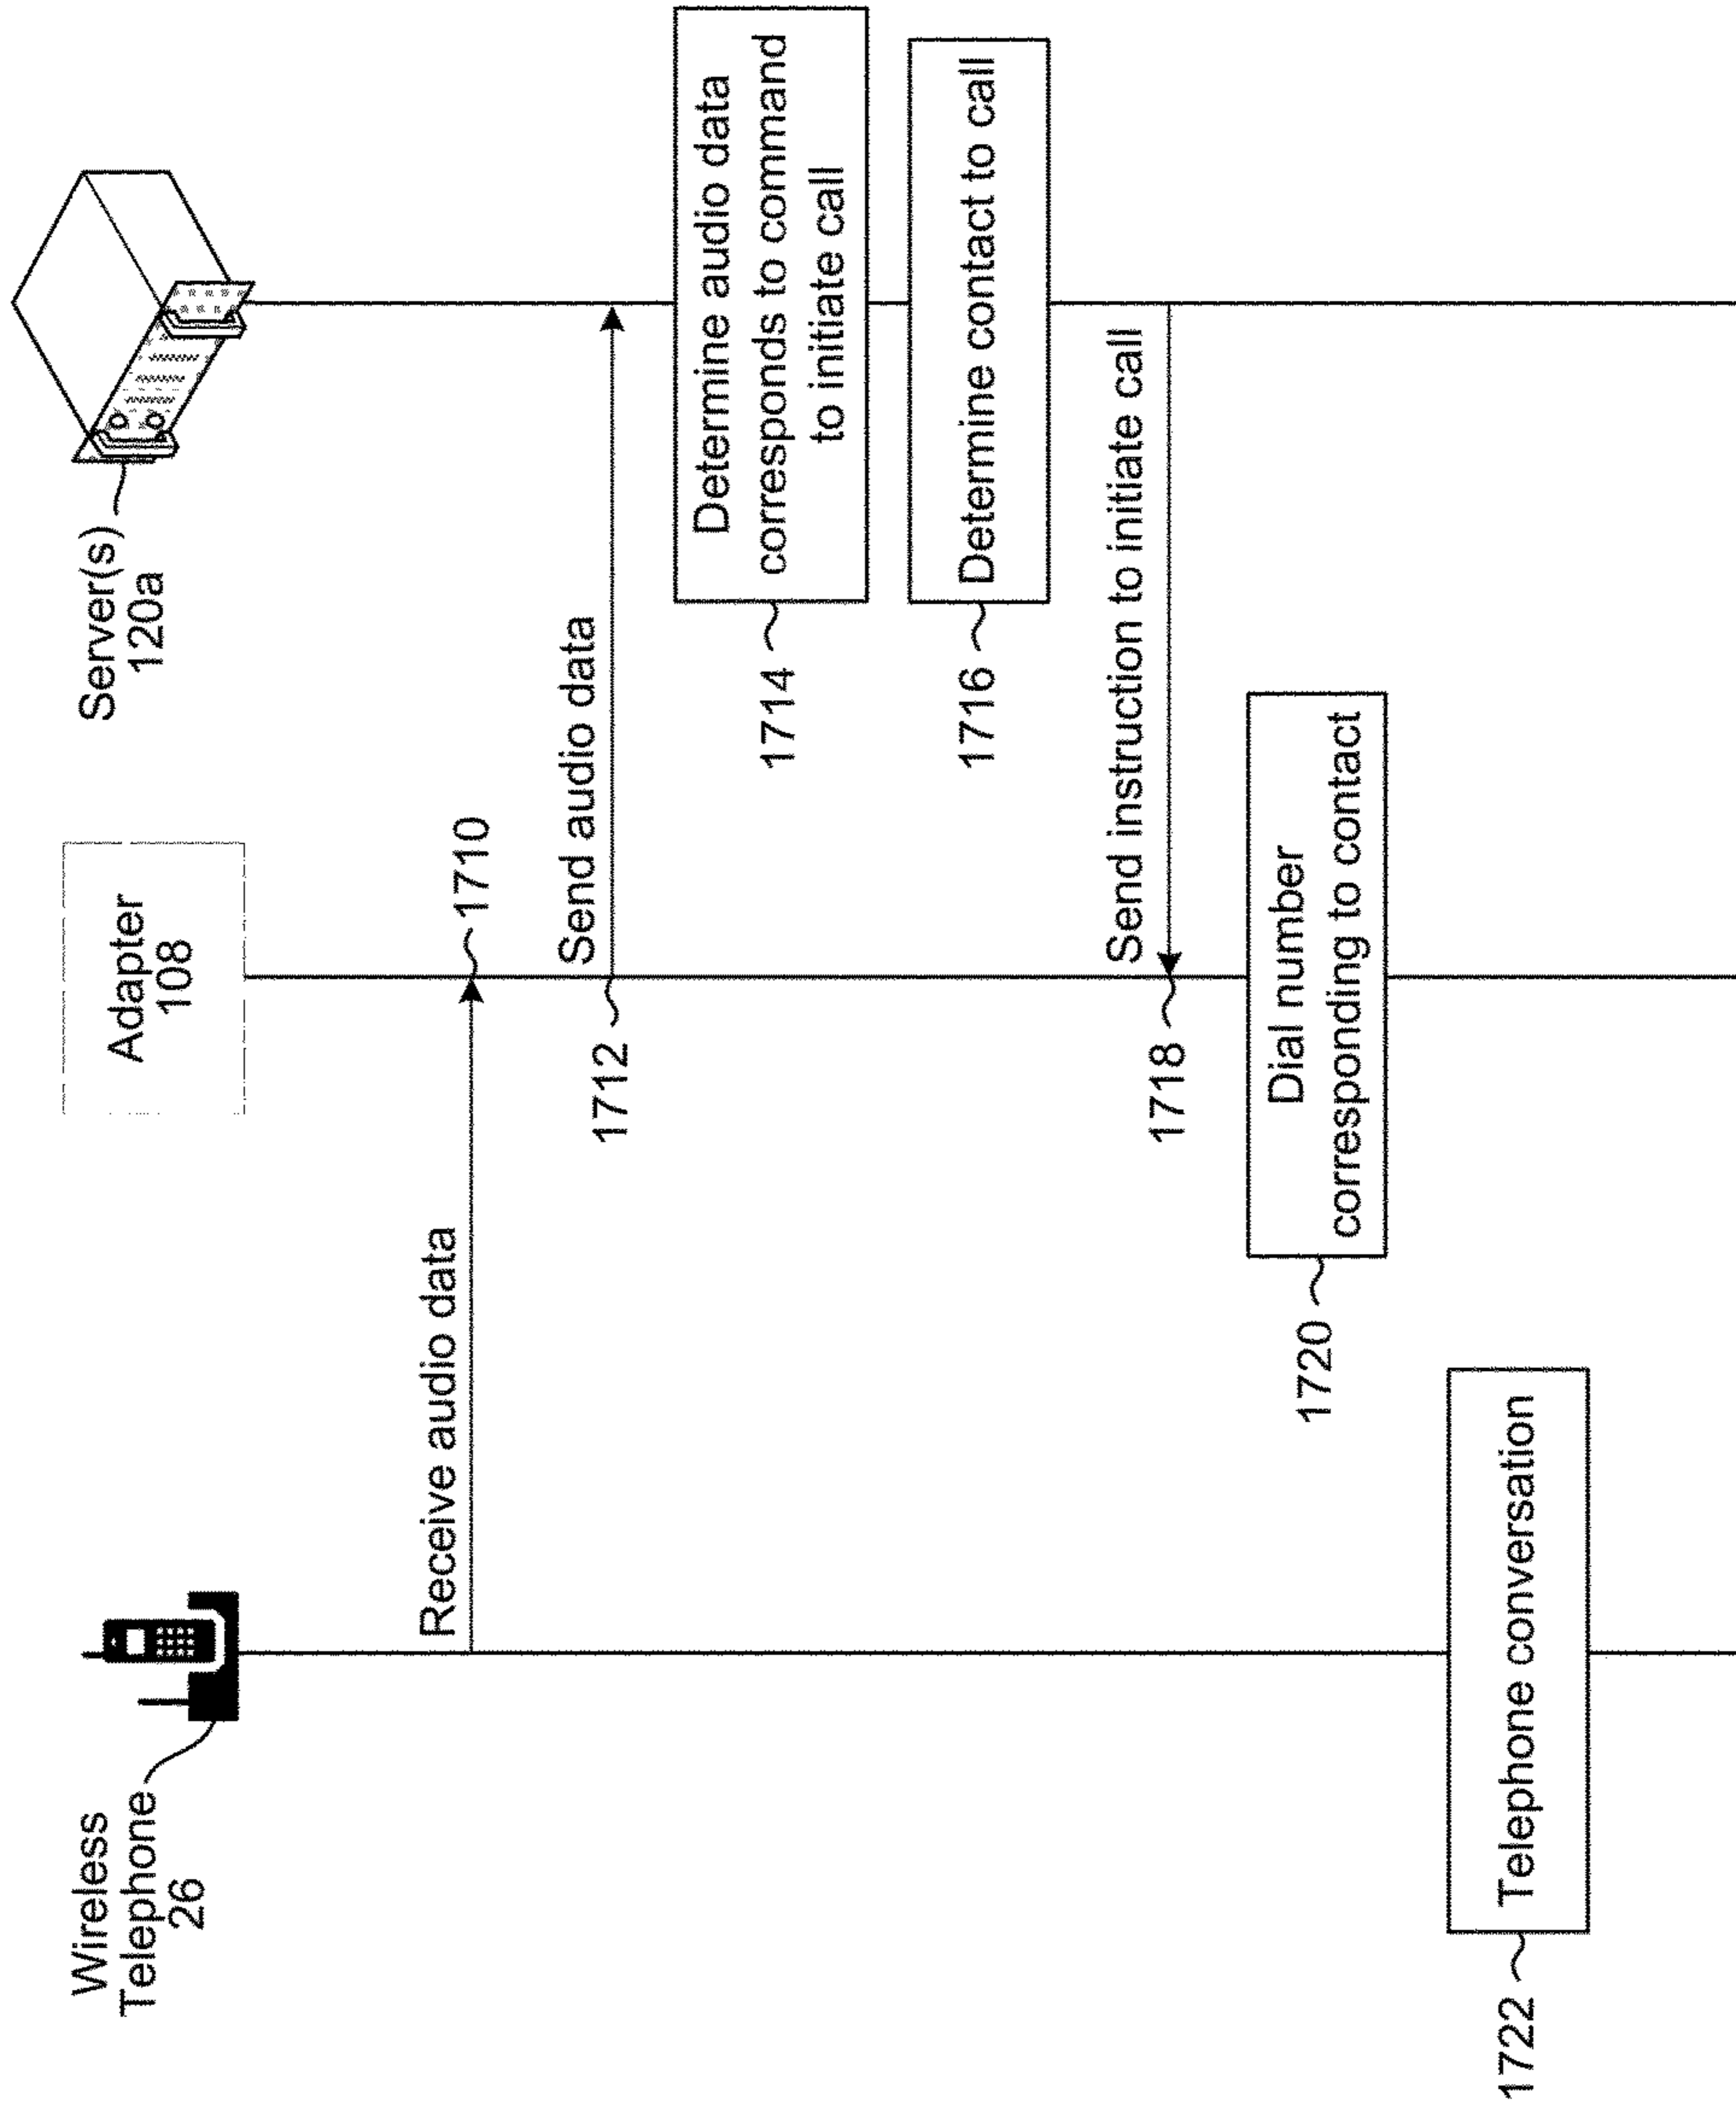 Wireless
Telephone
26
Adapter
108
Server(s)
120a
Receive audio data
1710
Send audio data
1712
Determine audio data
corresponds to command
to initiate call
1714
Determine contact to call
1716
Send instruction to initiate call
1718
Dial number
corresponding to contact
1720
Telephone conversation
1722